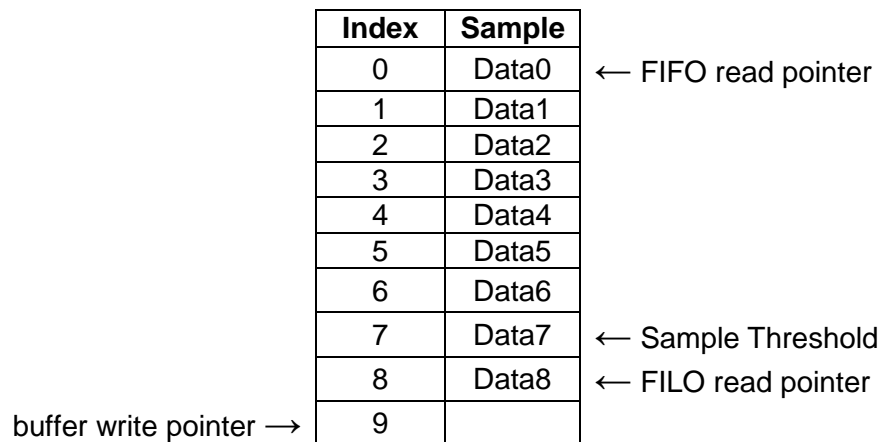 Index Sample
0 Data0 ← FIFO read pointer
1 Data1
2 Data2
3 Data3
4 Data4
5 Data5
6 Data6
7 Data7 ← Sample Threshold
8 Data8 ← FILO read pointer
buffer write pointer → 9